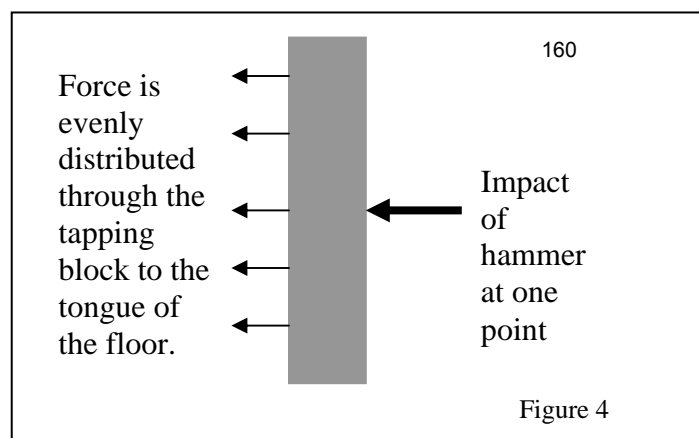 160
Force is
evenly
distributed
through the
tapping
block to the
tongue of
the floor.
Impact
of
hammer
at one
point
Figure 4